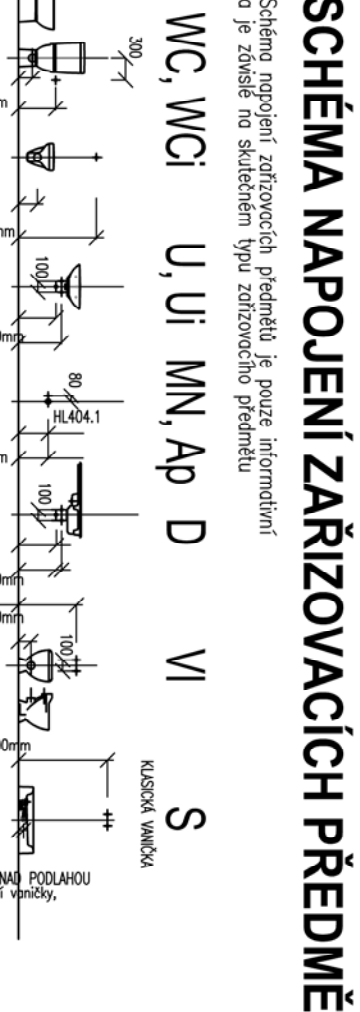 SCHÉMA NAPOJENÍ ZAŘIZOVACÍCH PŘEDMĚ
Schéma napojení zařizovacích předmětů je pouze informativní
a je závislé na skutečném typu zařizovacího předmětu
WC, WCi U, Ui MN, Ap D VI S
KLASICKÁ VANIČKA
300
100
80
HL404.1
100
100
NAD PODLAHOU
vaničky,